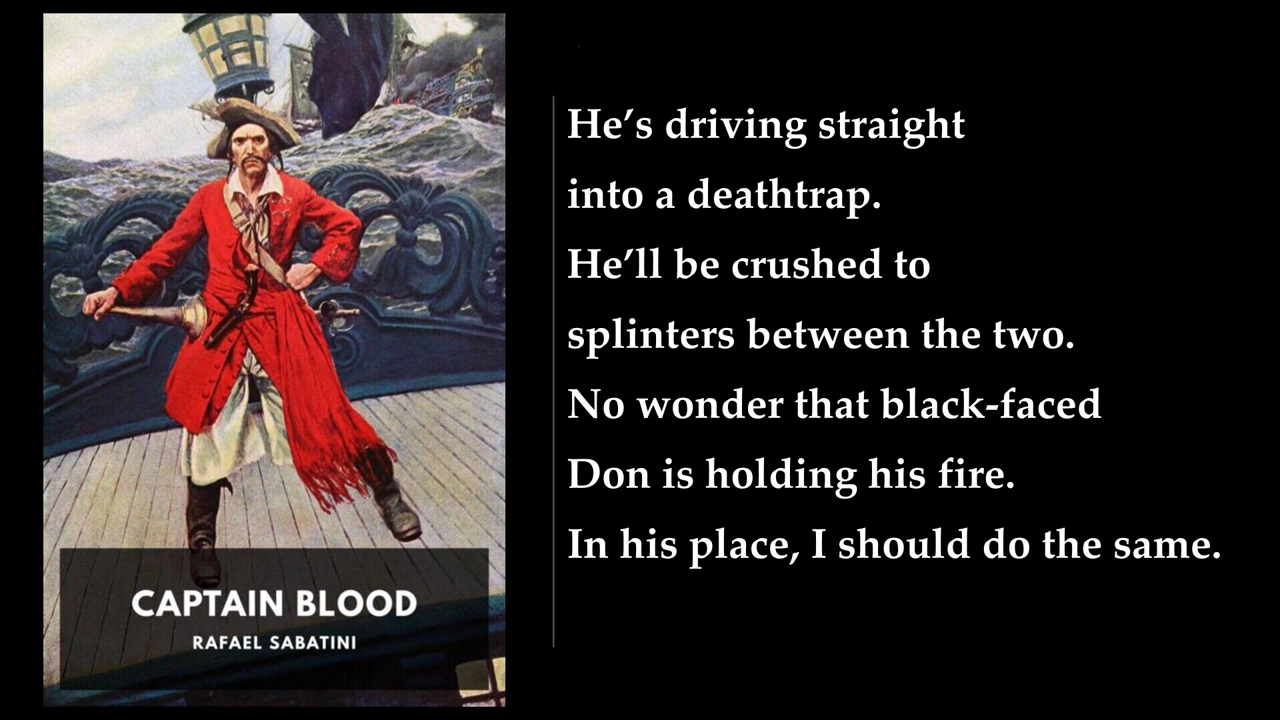 CAPTAIN BLOOD
RAFAEL SABATINI
He’s driving straight
into a deathtrap.
He’ll be crushed to
splinters between the two.
No wonder that black-faced
Don is holding his fire.
In his place, I should do the same.